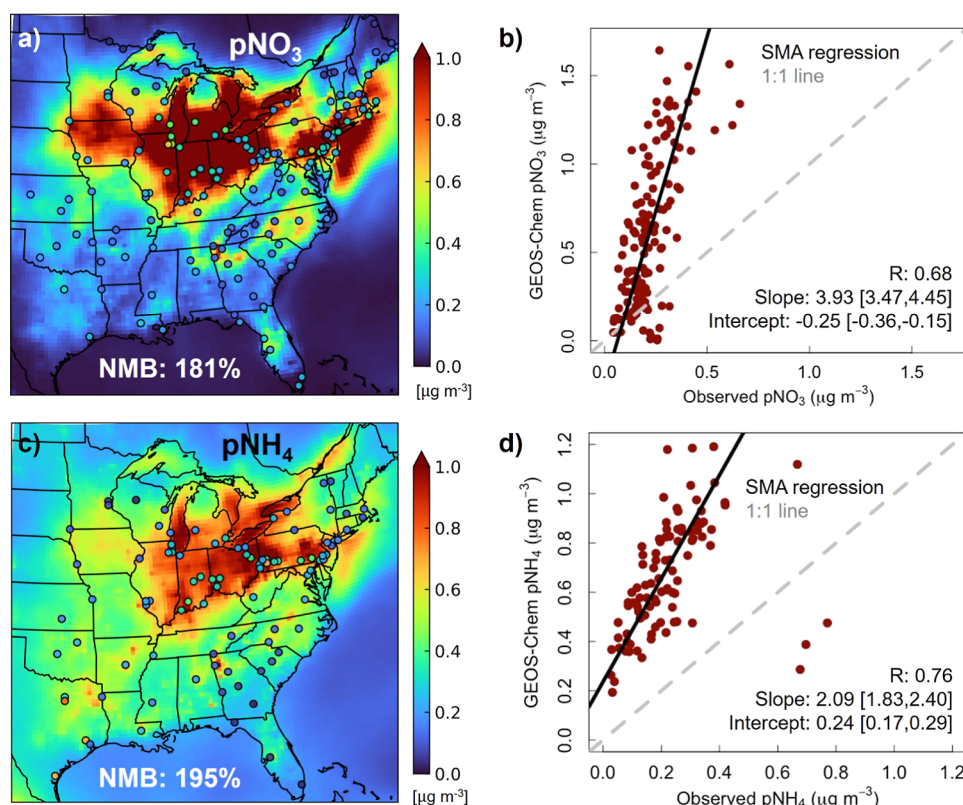 a)
pNO₃
1.0
0.8
0.6
0.4
0.2
0.0
[µg m⁻³]
NMB: 181%
b)
SMA regression
1:1 line
GEOS-Chem pNO₃ (µg m⁻³)
1.5
1.0
0.5
0.0
R: 0.68
Slope: 3.93 [3.47,4.45]
Intercept: -0.25 [-0.36,-0.15]
0.0 0.5 1.0 1.5
Observed pNO₃ (µg m⁻³)
c)
pNH₄
1.0
0.8
0.6
0.4
0.2
0.0
[µg m⁻³]
NMB: 195%
d)
SMA regression
1:1 line
GEOS-Chem pNH₄ (µg m⁻³)
1.2
1.0
0.8
0.6
0.4
0.2
0.0
R: 0.76
Slope: 2.09 [1.83,2.40]
Intercept: 0.24 [0.17,0.29]
0.0 0.2 0.4 0.6 0.8 1.0 1.2
Observed pNH₄ (µg m⁻³)